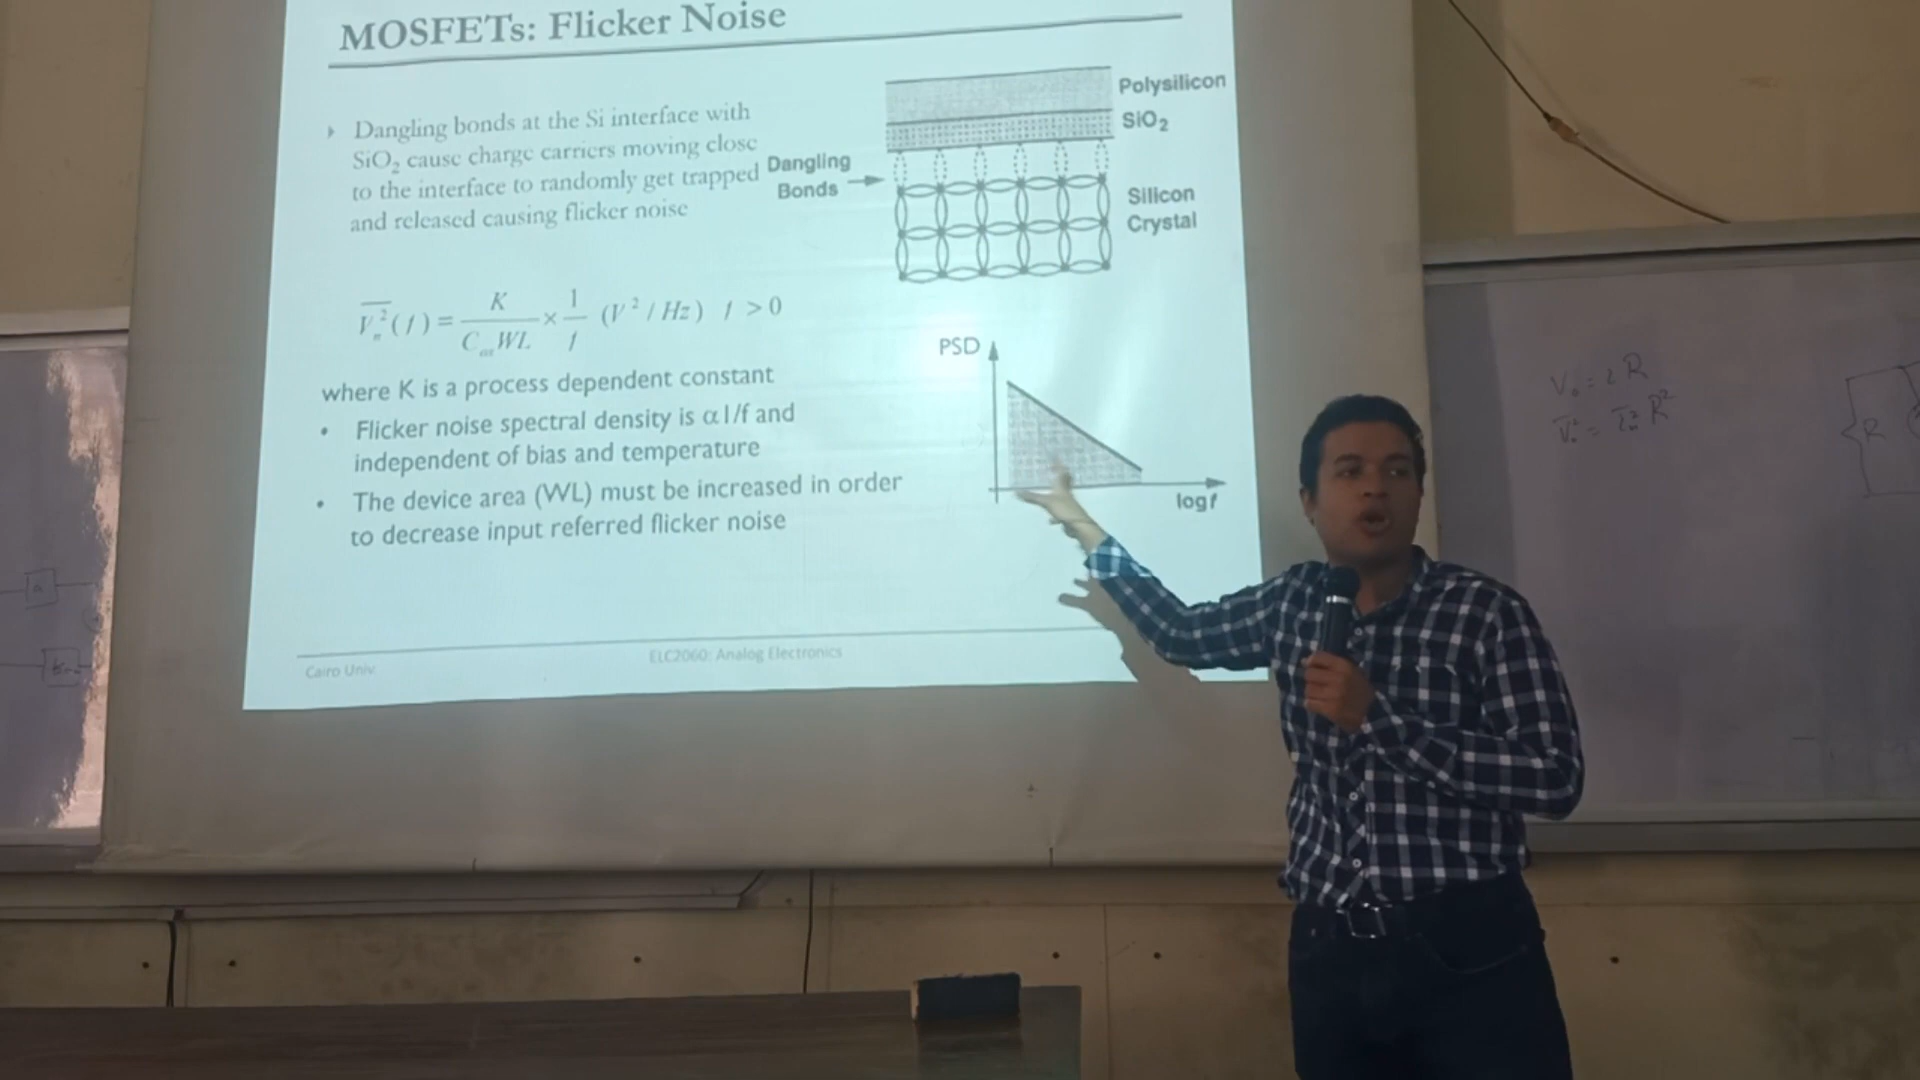 MOSFETs: Flicker Noise
Dangling bonds at the Si interface with
SiO₂ cause charge carriers moving close
to the interface to randomly get trapped
and released causing flicker noise
Polysilicon
SiO₂
Dangling
Bonds
Silicon
Crystal
V̅ₙ²(f) = K / (C_ox WL) × 1/f (V²/Hz) f > 0
where K is a process dependent constant
• Flicker noise spectral density is α1/f and
independent of bias and temperature
• The device area (WL) must be increased in order
to decrease input referred flicker noise
PSD
log f
Cairo Univ.
ELC2060: Analog Electronics
R